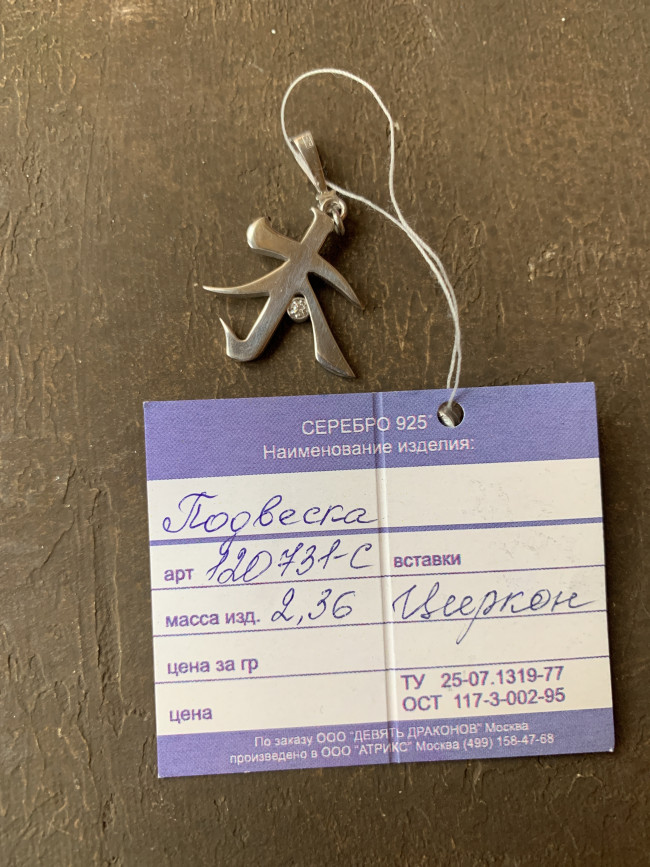 СЕРЕБРО 925°
Наименование изделия:
Подвеска
арт 120731-С вставки
масса изд. 2,36 Циркон
цена за гр
ТУ 25-07.1319-77
цена ОСТ 117-3-002-95
По заказу ООО "ДЕВЯТЬ ДРАКОНОВ" Москва
произведено в ООО "АТРИКС" Москва (499) 158-47-68